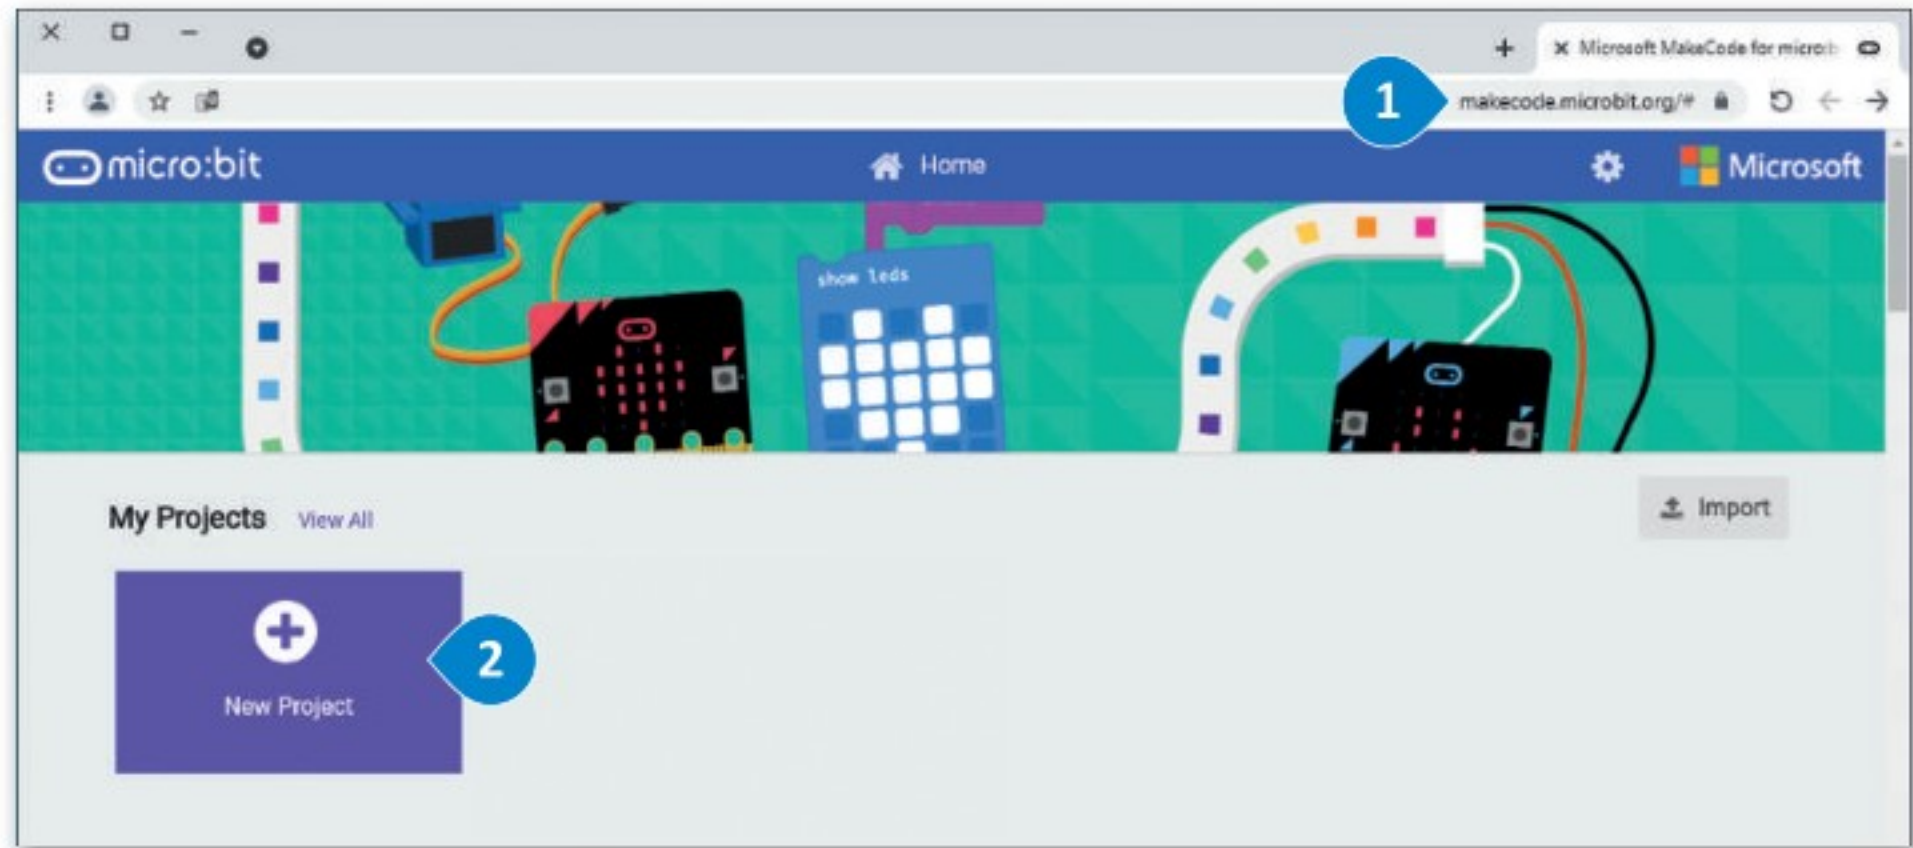 Microsoft MakeCode for micro:b
1
makecode.microbit.org/#
micro:bit
Home
Microsoft
show leds
My Projects View All
Import
2
New Project